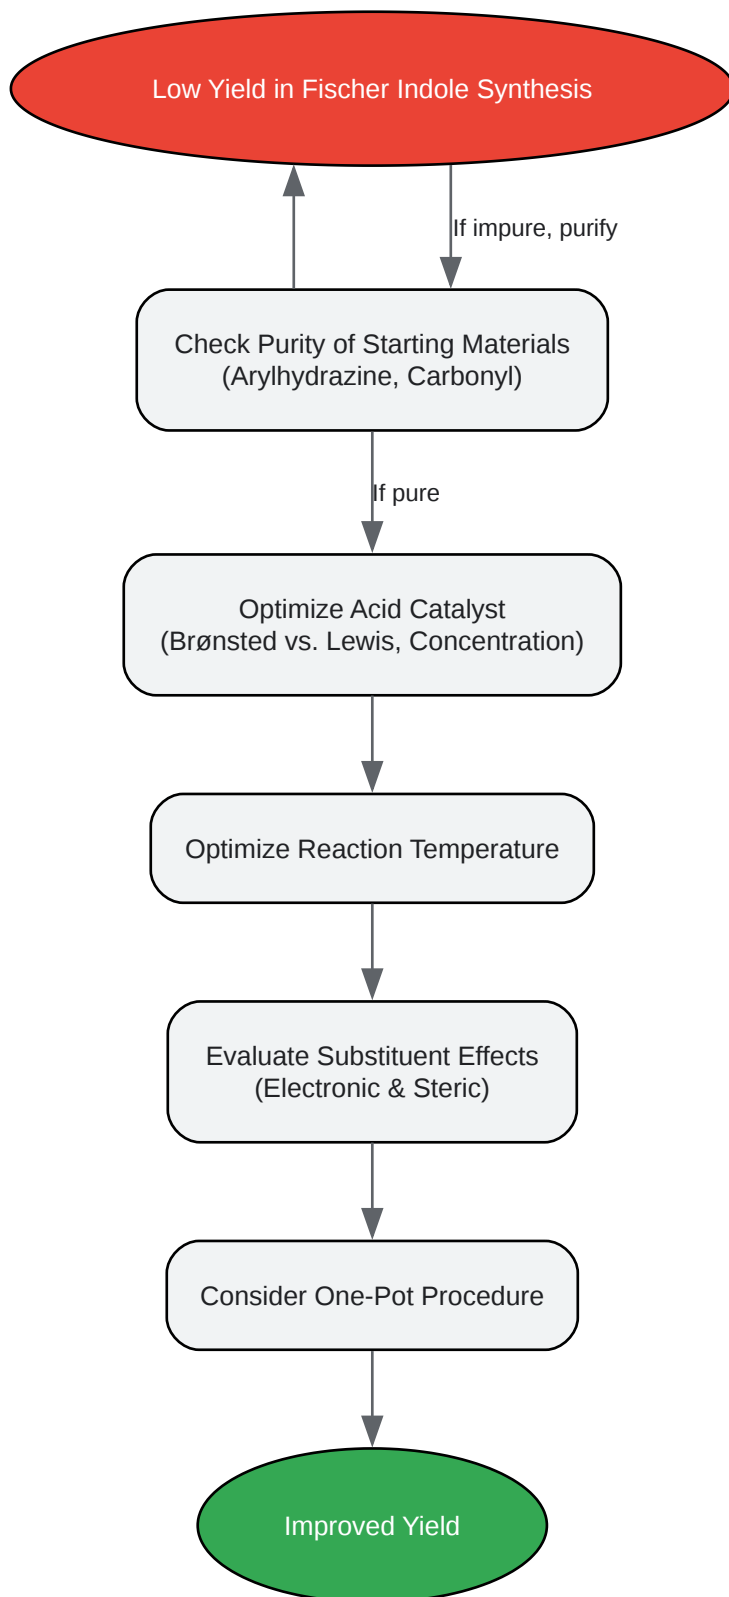 Low Yield in Fischer Indole Synthesis
If impure, purify
Check Purity of Starting Materials
(Arylhydrazine, Carbonyl)
If pure
Optimize Acid Catalyst
(Brønsted vs. Lewis, Concentration)
Optimize Reaction Temperature
Evaluate Substituent Effects
(Electronic & Steric)
Consider One-Pot Procedure
Improved Yield